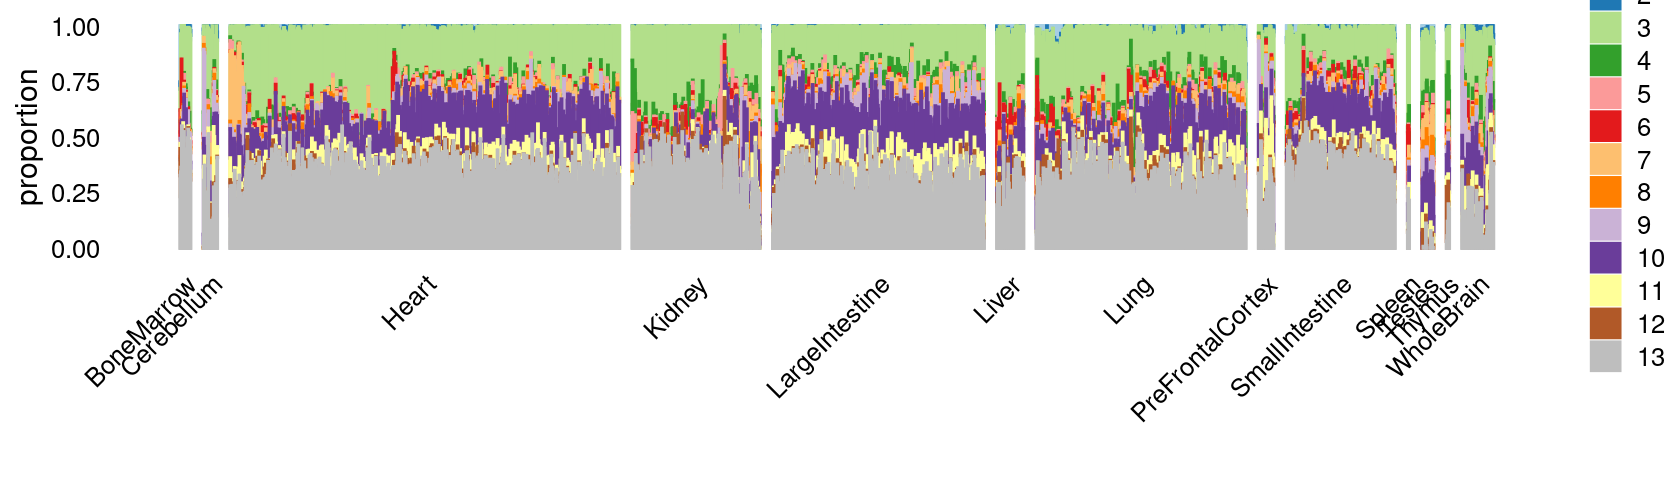 proportion
1.00
0.75
0.50
0.25
0.00
BoneMarrow
Cerebellum
Heart
Kidney
LargeIntestine
Liver
Lung
PreFrontalCortex
SmallIntestine
Spleen
Testes
Thymus
WholeBrain
3
4
5
6
7
8
9
10
11
12
13